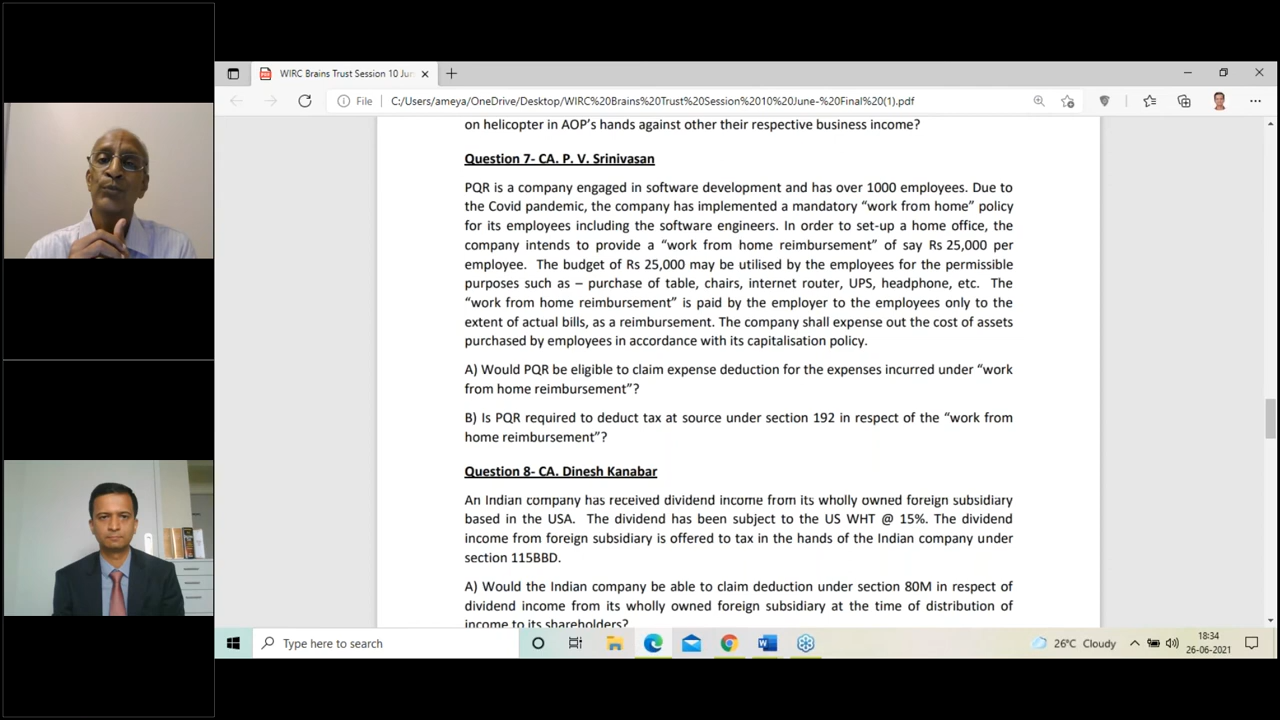 WIRC Brains Trust Session 10 Jun
File
C:/Users/ameya/OneDrive/Desktop/WIRC%20Brains%20Trust%20Session%2010%20June-%20Final%20(1).pdf
on helicopter in AOP's hands against other their respective business income?
Question 7- CA. P. V. Srinivasan
PQR is a company engaged in software development and has over 1000 employees. Due to
the Covid pandemic, the company has implemented a mandatory "work from home" policy
for its employees including the software engineers. In order to set-up a home office, the
company intends to provide a "work from home reimbursement" of say Rs 25,000 per
employee. The budget of Rs 25,000 may be utilised by the employees for the permissible
purposes such as – purchase of table, chairs, internet router, UPS, headphone, etc. The
"work from home reimbursement" is paid by the employer to the employees only to the
extent of actual bills, as a reimbursement. The company shall expense out the cost of assets
purchased by employees in accordance with its capitalisation policy.
A) Would PQR be eligible to claim expense deduction for the expenses incurred under "work
from home reimbursement"?
B) Is PQR required to deduct tax at source under section 192 in respect of the "work from
home reimbursement"?
Question 8- CA. Dinesh Kanabar
An Indian company has received dividend income from its wholly owned foreign subsidiary
based in the USA. The dividend has been subject to the US WHT @ 15%. The dividend
income from foreign subsidiary is offered to tax in the hands of the Indian company under
section 115BBD.
A) Would the Indian company be able to claim deduction under section 80M in respect of
dividend income from its wholly owned foreign subsidiary at the time of distribution of
income to its shareholders?
Type here to search
26°C Cloudy
18:34
26-06-2021